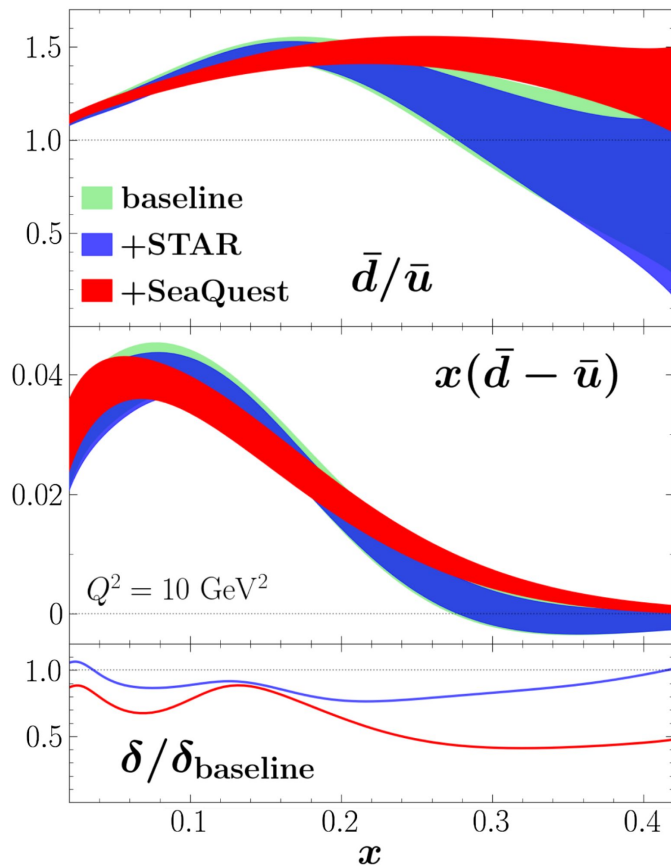 1.5
1.0
0.5
baseline
+STAR
+SeaQuest
d̄/ū
0.04
0.02
0
x(d̄ − ū)
Q² = 10 GeV²
1.0
0.5
δ/δ_baseline
0.1 0.2 0.3 0.4
x